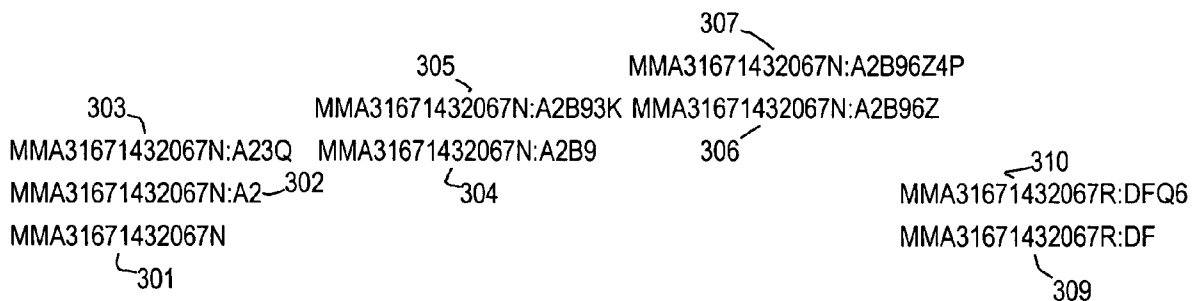 307
MMA31671432067N:A2B96Z4P
305
MMA31671432067N:A2B93K MMA31671432067N:A2B96Z
303
306
MMA31671432067N:A23Q MMA31671432067N:A2B9
310
MMA31671432067N:A2 302 304 MMA31671432067R:DFQ6
MMA31671432067N MMA31671432067R:DF
301 309